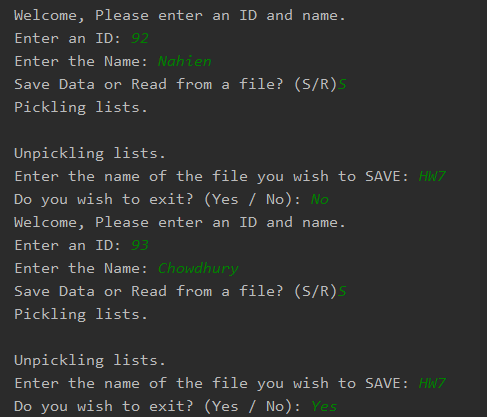 Welcome, Please enter an ID and name.
Enter an ID: 92
Enter the Name: Nahien
Save Data or Read from a file? (S/R)S
Pickling lists.
Unpickling lists.
Enter the name of the file you wish to SAVE: HW7
Do you wish to exit? (Yes / No): No
Welcome, Please enter an ID and name.
Enter an ID: 93
Enter the Name: Chowdhury
Save Data or Read from a file? (S/R)S
Pickling lists.
Unpickling lists.
Enter the name of the file you wish to SAVE: HW7
Do you wish to exit? (Yes / No): Yes